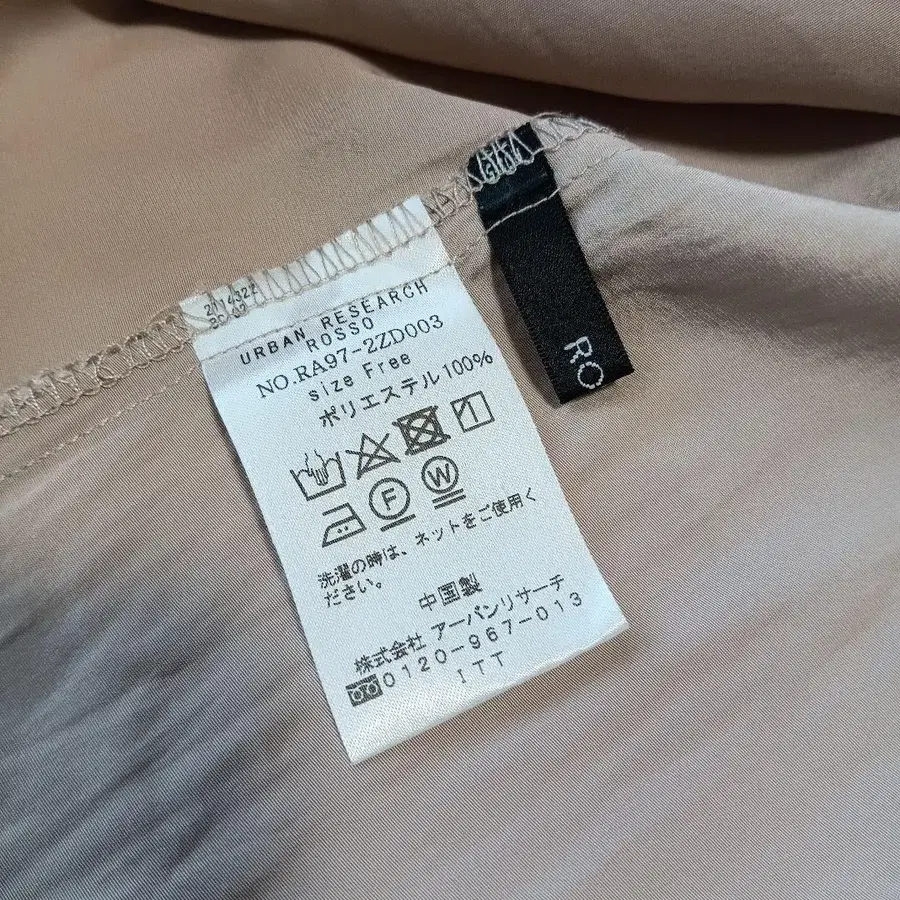 URBAN RESEARCH
ROSSO
NO.RA97-2ZD003
size Free
ポリエステル100%
F W
洗濯の時は、ネットをご使用く
ださい。
中国製
株式会社 アーバンリサーチ
0120-967-013
ITT
RO